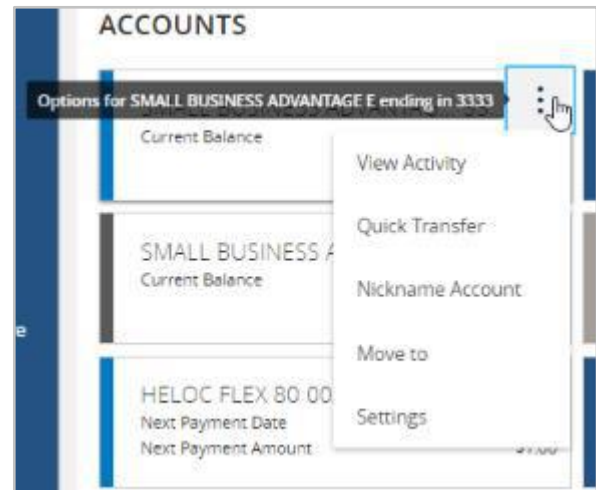 ACCOUNTS
Options for SMALL BUSINESS ADVANTAGE E ending in 3333
Current Balance
View Activity
Quick Transfer
SMALL BUSINESS
Current Balance
Nickname Account
Move to
HELOC FLEX 80 00
Next Payment Date
Settings
Next Payment Amount
e